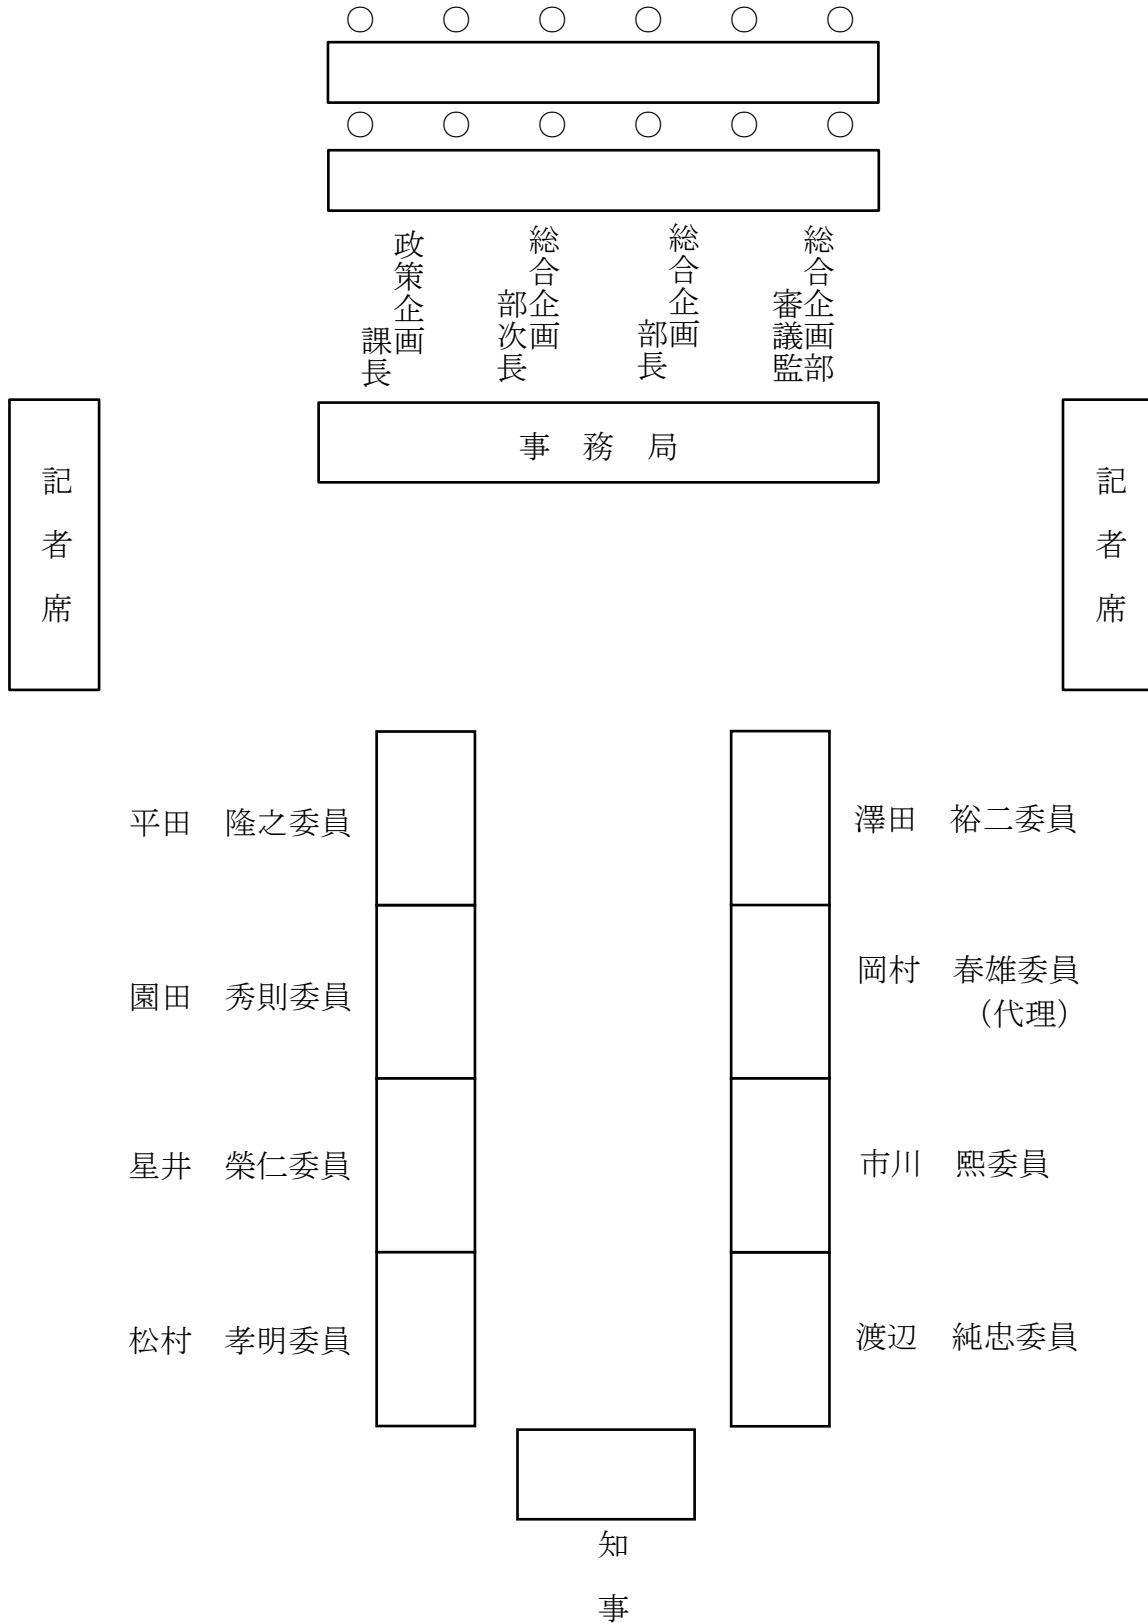 ○ ○ ○ ○ ○ ○
○ ○ ○ ○ ○ ○
総合企画部
審議監
総合企画
部長
総合企画
部次長
政策企画
課長
事務局
記者席
記者席
平田　隆之委員
澤田　裕二委員
園田　秀則委員
岡村　春雄委員
（代理）
星井　榮仁委員
市川　熙委員
松村　孝明委員
渡辺　純忠委員
知事